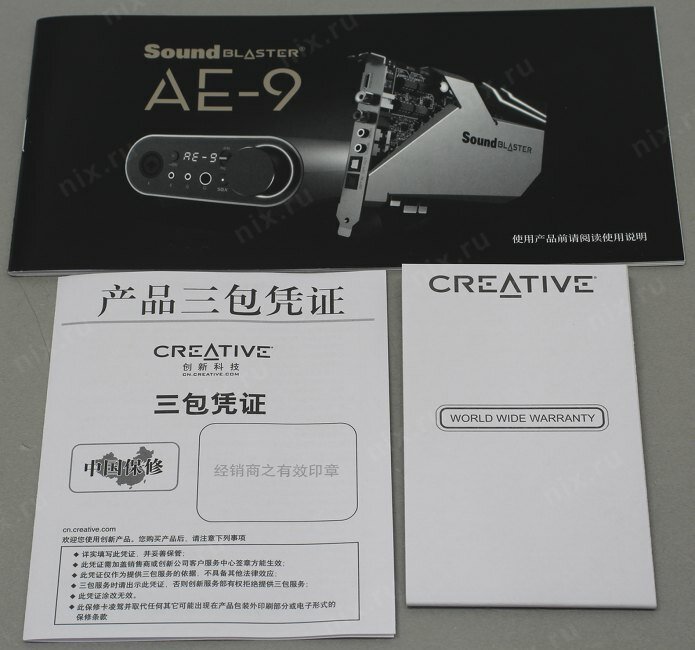 Sound BLASTER
AE-9
AE-9
SBX
Sound BLASTER
使用产品前请阅读使用说明
产品三包凭证
CREATIVE
创新科技
CN.CREATIVE.COM
三包凭证
中国保修
经销商之有效印章
cn.creative.com
欢迎您使用创新产品。您购买产品后，请注意下列事项
◆ 详实填写此凭证，并妥善保管；
◆ 此凭证需加盖销售商或创新公司客户服务中心签章方能生效；
◆ 此凭证仅作为提供三包服务的依据，不具备其他法律效应；
◆ 三包服务时请出示此凭证，否则创新服务部有权拒绝提供三包服务；
◆ 此凭证涂改无效。
◆ 此保修卡凌驾并取代任何其它可能出现在产品包装外印刷部分或电子形式的
保修条款
CREATIVE
WORLD WIDE WARRANTY
nix.ru